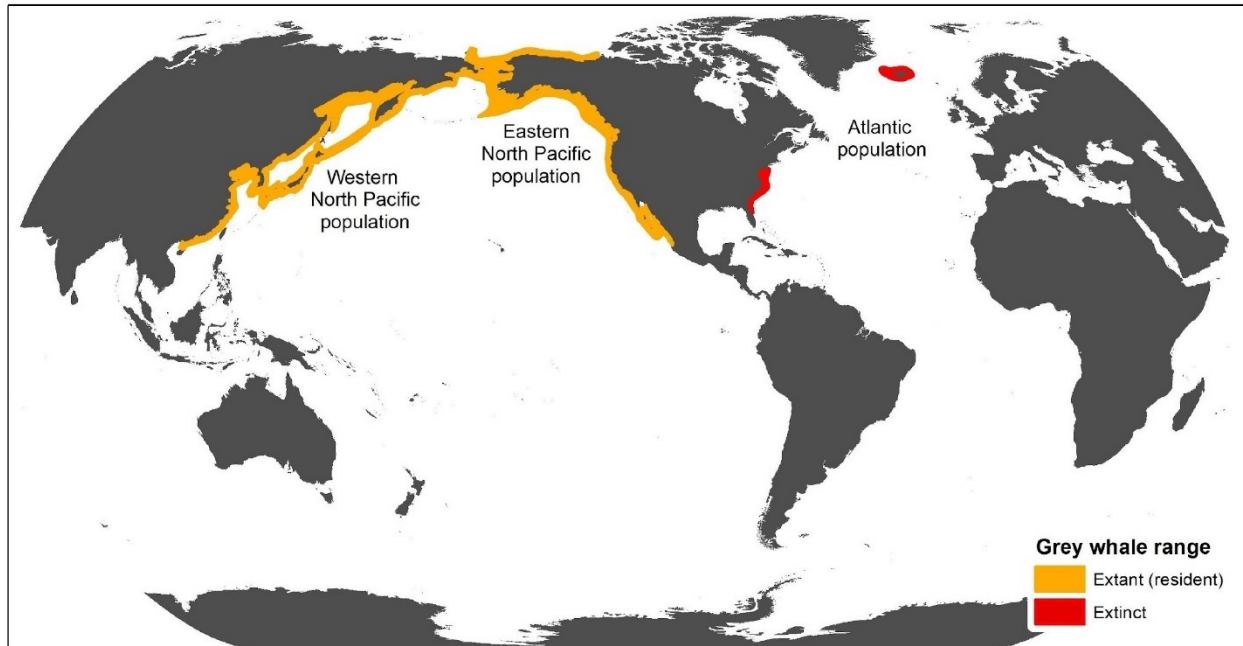 Western
North Pacific
population
Eastern
North Pacific
population
Atlantic
population
Grey whale range
Extant (resident)
Extinct